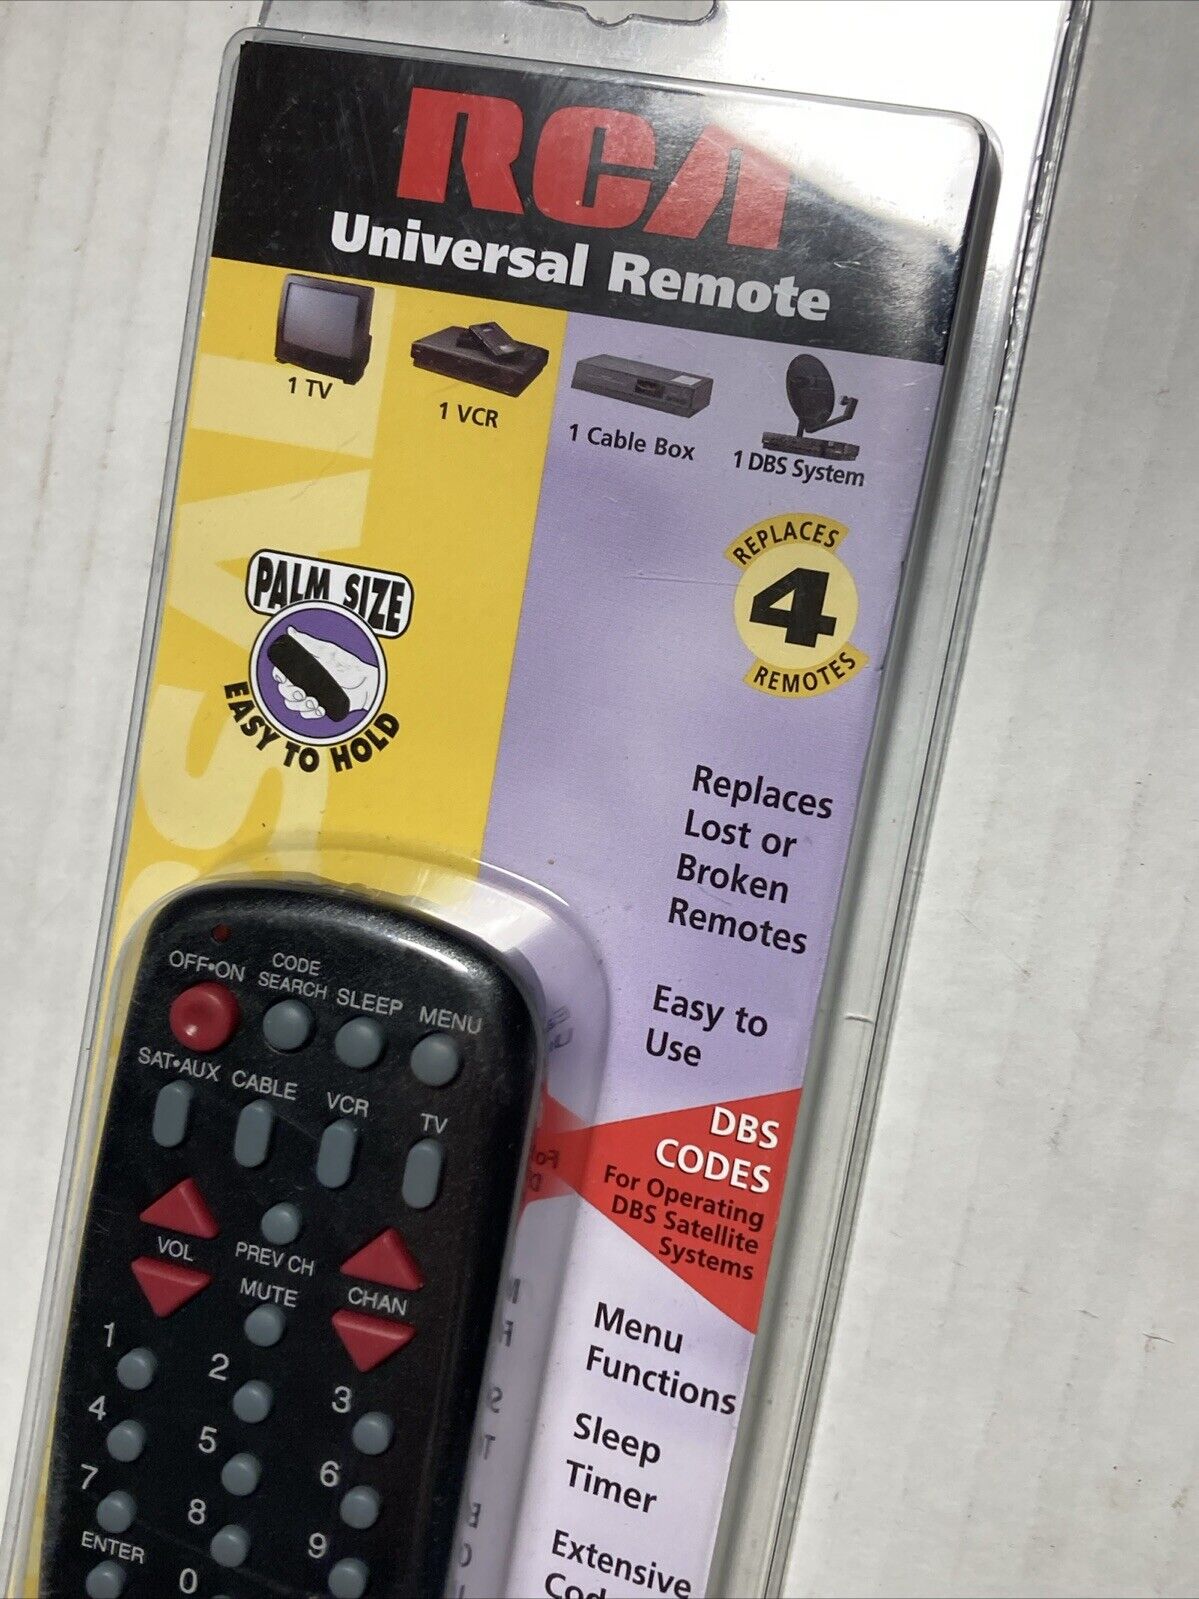 RCA
Universal Remote
1 TV
1 VCR
1 Cable Box
1 DBS System
REPLACES
4
REMOTES
PALM SIZE
EASY TO HOLD
Replaces
Lost or
Broken
Remotes
Easy to
Use
DBS
CODES
For Operating
DBS Satellite
Systems
Menu
Functions
Sleep
Timer
Extensive
OFF•ON
CODE
SEARCH
SLEEP
MENU
SAT•AUX
CABLE
VCR
TV
VOL
PREV CH
CHAN
MUTE
1
2
3
4
5
6
7
8
9
ENTER
0